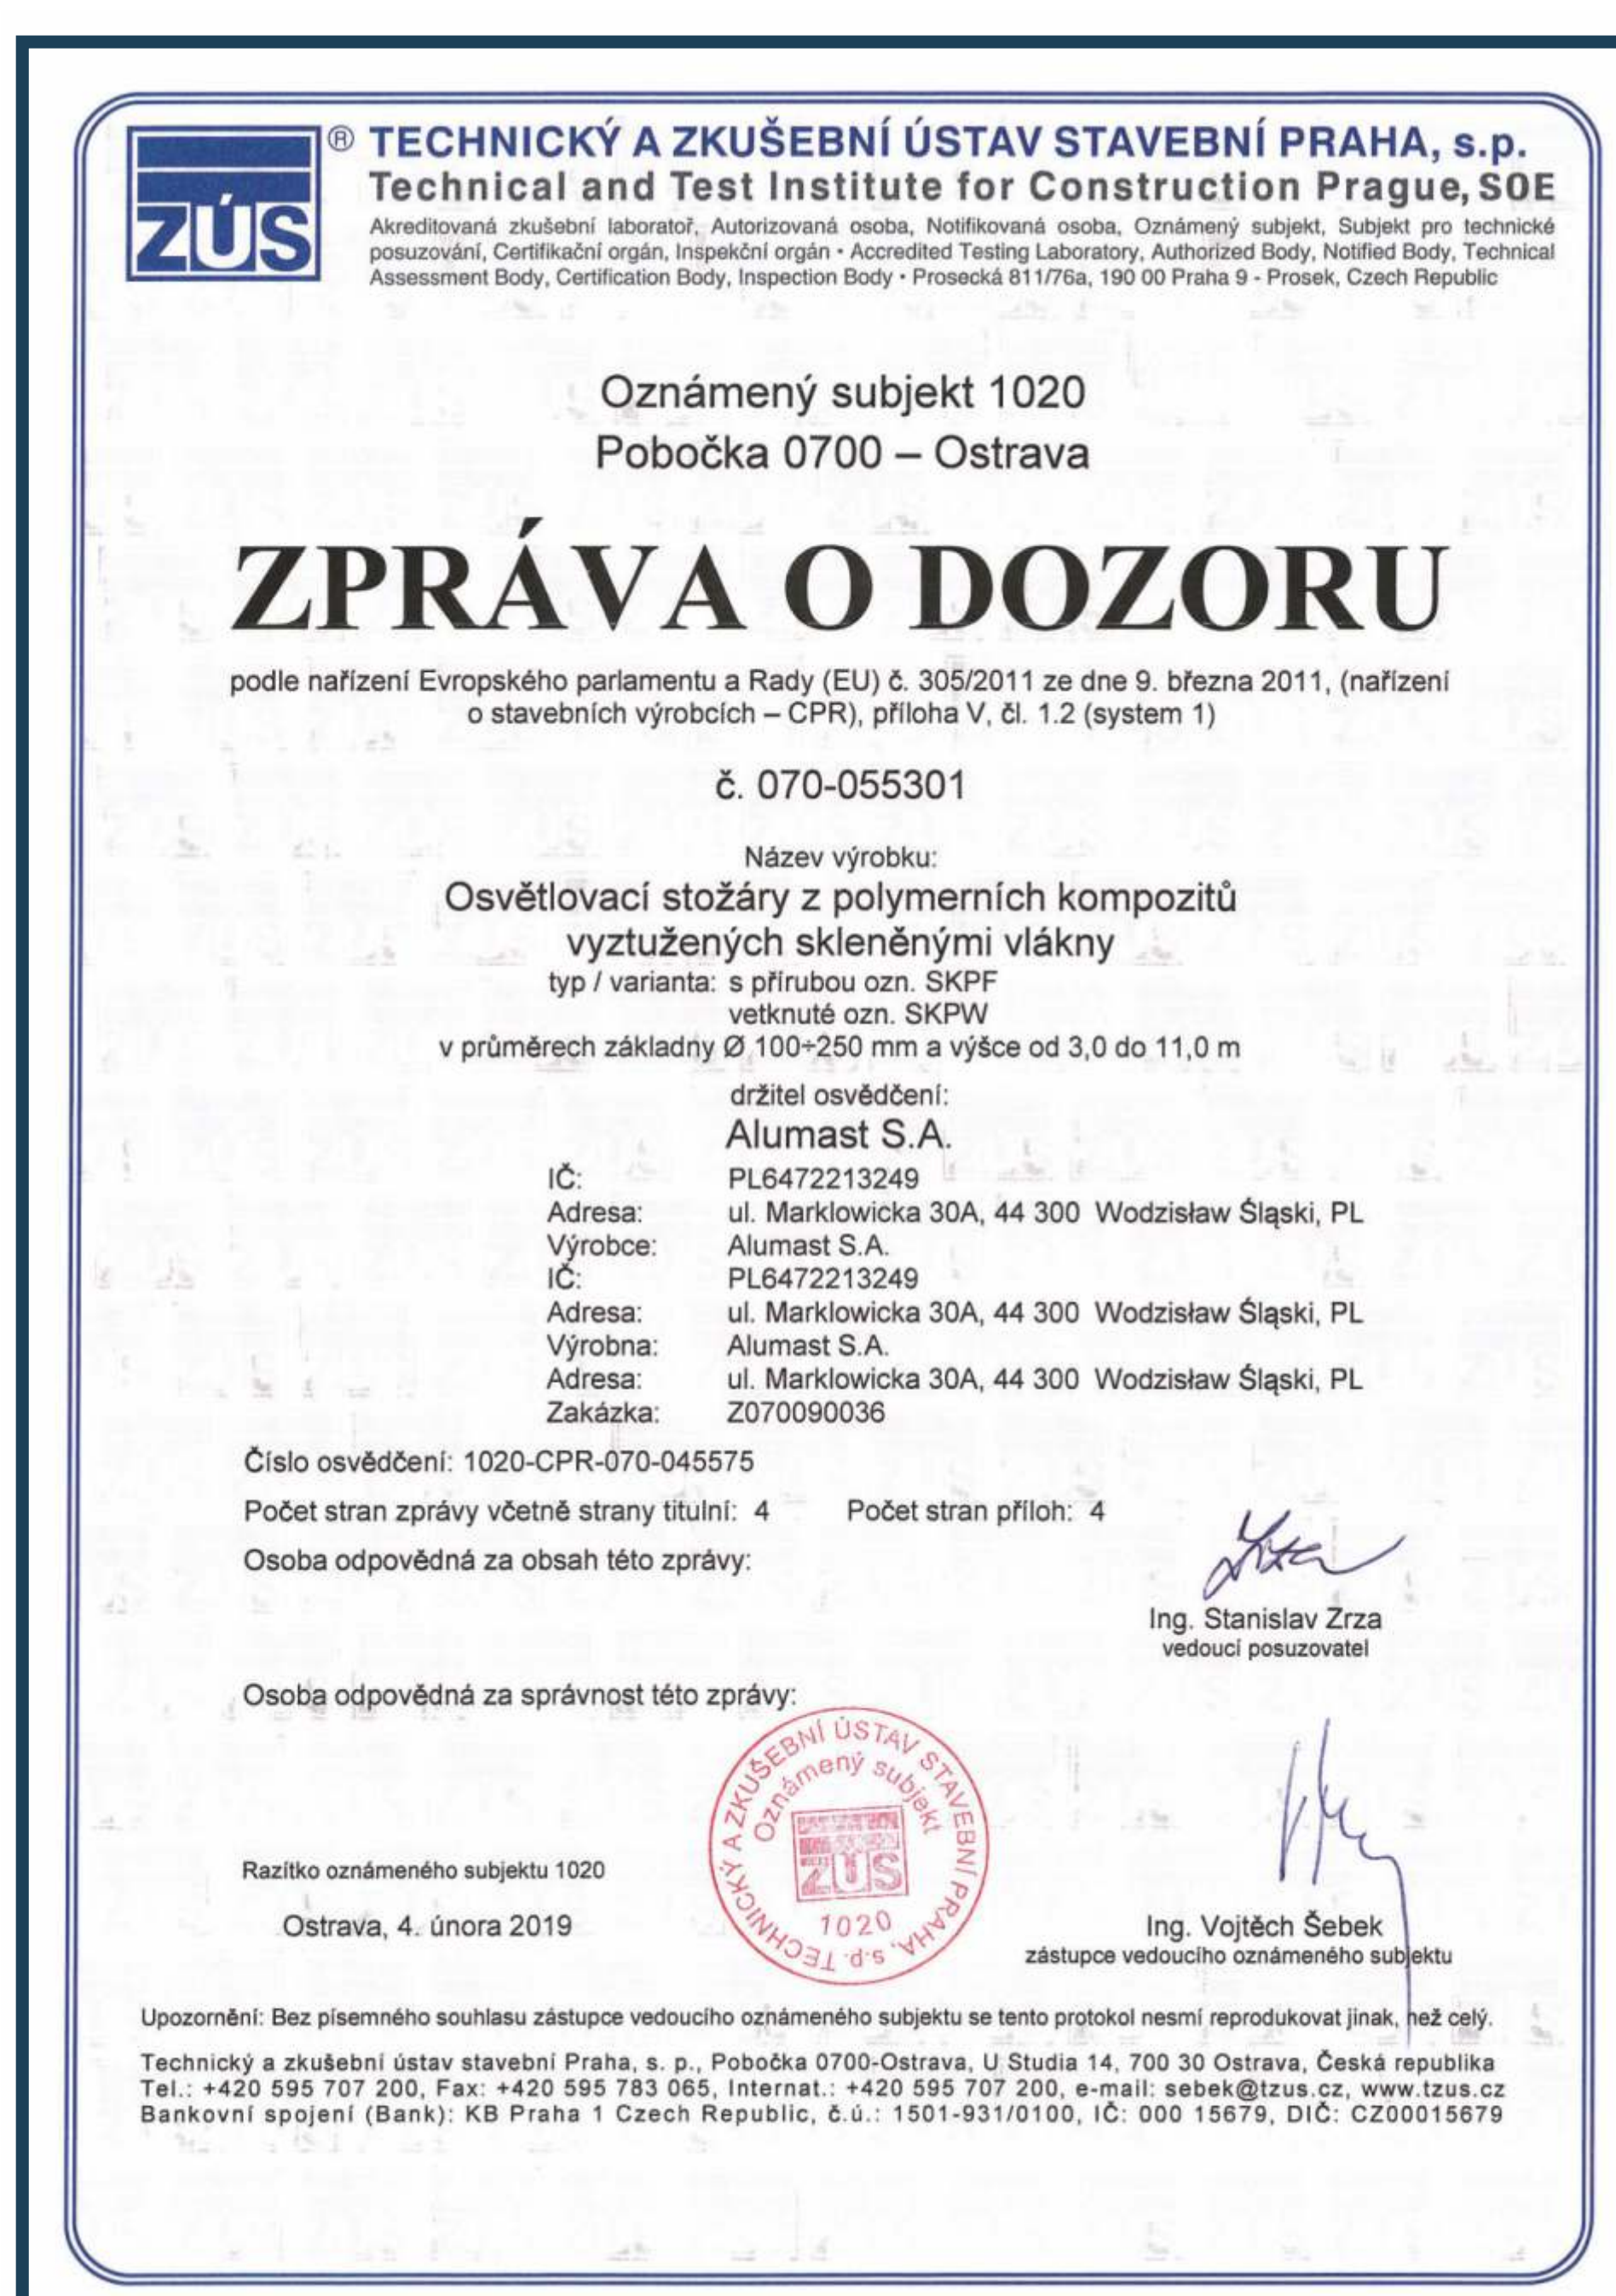 ZÚS
®
TECHNICKÝ A ZKUŠEBNÍ ÚSTAV STAVEBNÍ PRAHA, s.p.
Technical and Test Institute for Construction Prague, SOE
Akreditovaná zkušební laboratoř, Autorizovaná osoba, Notifikovaná osoba, Oznámený subjekt, Subjekt pro technické
posuzování, Certifikační orgán, Inspekční orgán • Accredited Testing Laboratory, Authorized Body, Notified Body, Technical
Assessment Body, Certification Body, Inspection Body • Prosecká 811/76a, 190 00 Praha 9 - Prosek, Czech Republic
Oznámený subjekt 1020
Pobočka 0700 – Ostrava
ZPRÁVA O DOZORU
podle nařízení Evropského parlamentu a Rady (EU) č. 305/2011 ze dne 9. března 2011, (nařízení
o stavebních výrobcích – CPR), příloha V, čl. 1.2 (system 1)
č. 070-055301
Název výrobku:
Osvětlovací stožáry z polymerních kompozitů
vyztužených skleněnými vlákny
typ / varianta: s přírubou ozn. SKPF
vetknuté ozn. SKPW
v průměrech základny Ø 100÷250 mm a výšce od 3,0 do 11,0 m
držitel osvědčení:
Alumast S.A.
IČ: PL6472213249
Adresa: ul. Marklowicka 30A, 44 300 Wodzisław Śląski, PL
Výrobce: Alumast S.A.
IČ: PL6472213249
Adresa: ul. Marklowicka 30A, 44 300 Wodzisław Śląski, PL
Výrobna: Alumast S.A.
Adresa: ul. Marklowicka 30A, 44 300 Wodzisław Śląski, PL
Zakázka: Z070090036
Číslo osvědčení: 1020-CPR-070-045575
Počet stran zprávy včetně strany titulní: 4 Počet stran příloh: 4
Osoba odpovědná za obsah této zprávy:
Ing. Stanislav Zrza
vedoucí posuzovatel
Osoba odpovědná za správnost této zprávy:
TECHNICKÝ A ZKUŠEBNÍ ÚSTAV STAVEBNÍ PRAHA, s.p.
Oznámený subjekt
ZÚS
1020
Razítko oznámeného subjektu 1020
Ostrava, 4. února 2019
Ing. Vojtěch Šebek
zástupce vedoucího oznámeného subjektu
Upozornění: Bez písemného souhlasu zástupce vedoucího oznámeného subjektu se tento protokol nesmí reprodukovat jinak, než celý.
Technický a zkušební ústav stavební Praha, s. p., Pobočka 0700-Ostrava, U Studia 14, 700 30 Ostrava, Česká republika
Tel.: +420 595 707 200, Fax: +420 595 783 065, Internat.: +420 595 707 200, e-mail: sebek@tzus.cz, www.tzus.cz
Bankovní spojení (Bank): KB Praha 1 Czech Republic, č.ú.: 1501-931/0100, IČ: 000 15679, DIČ: CZ00015679